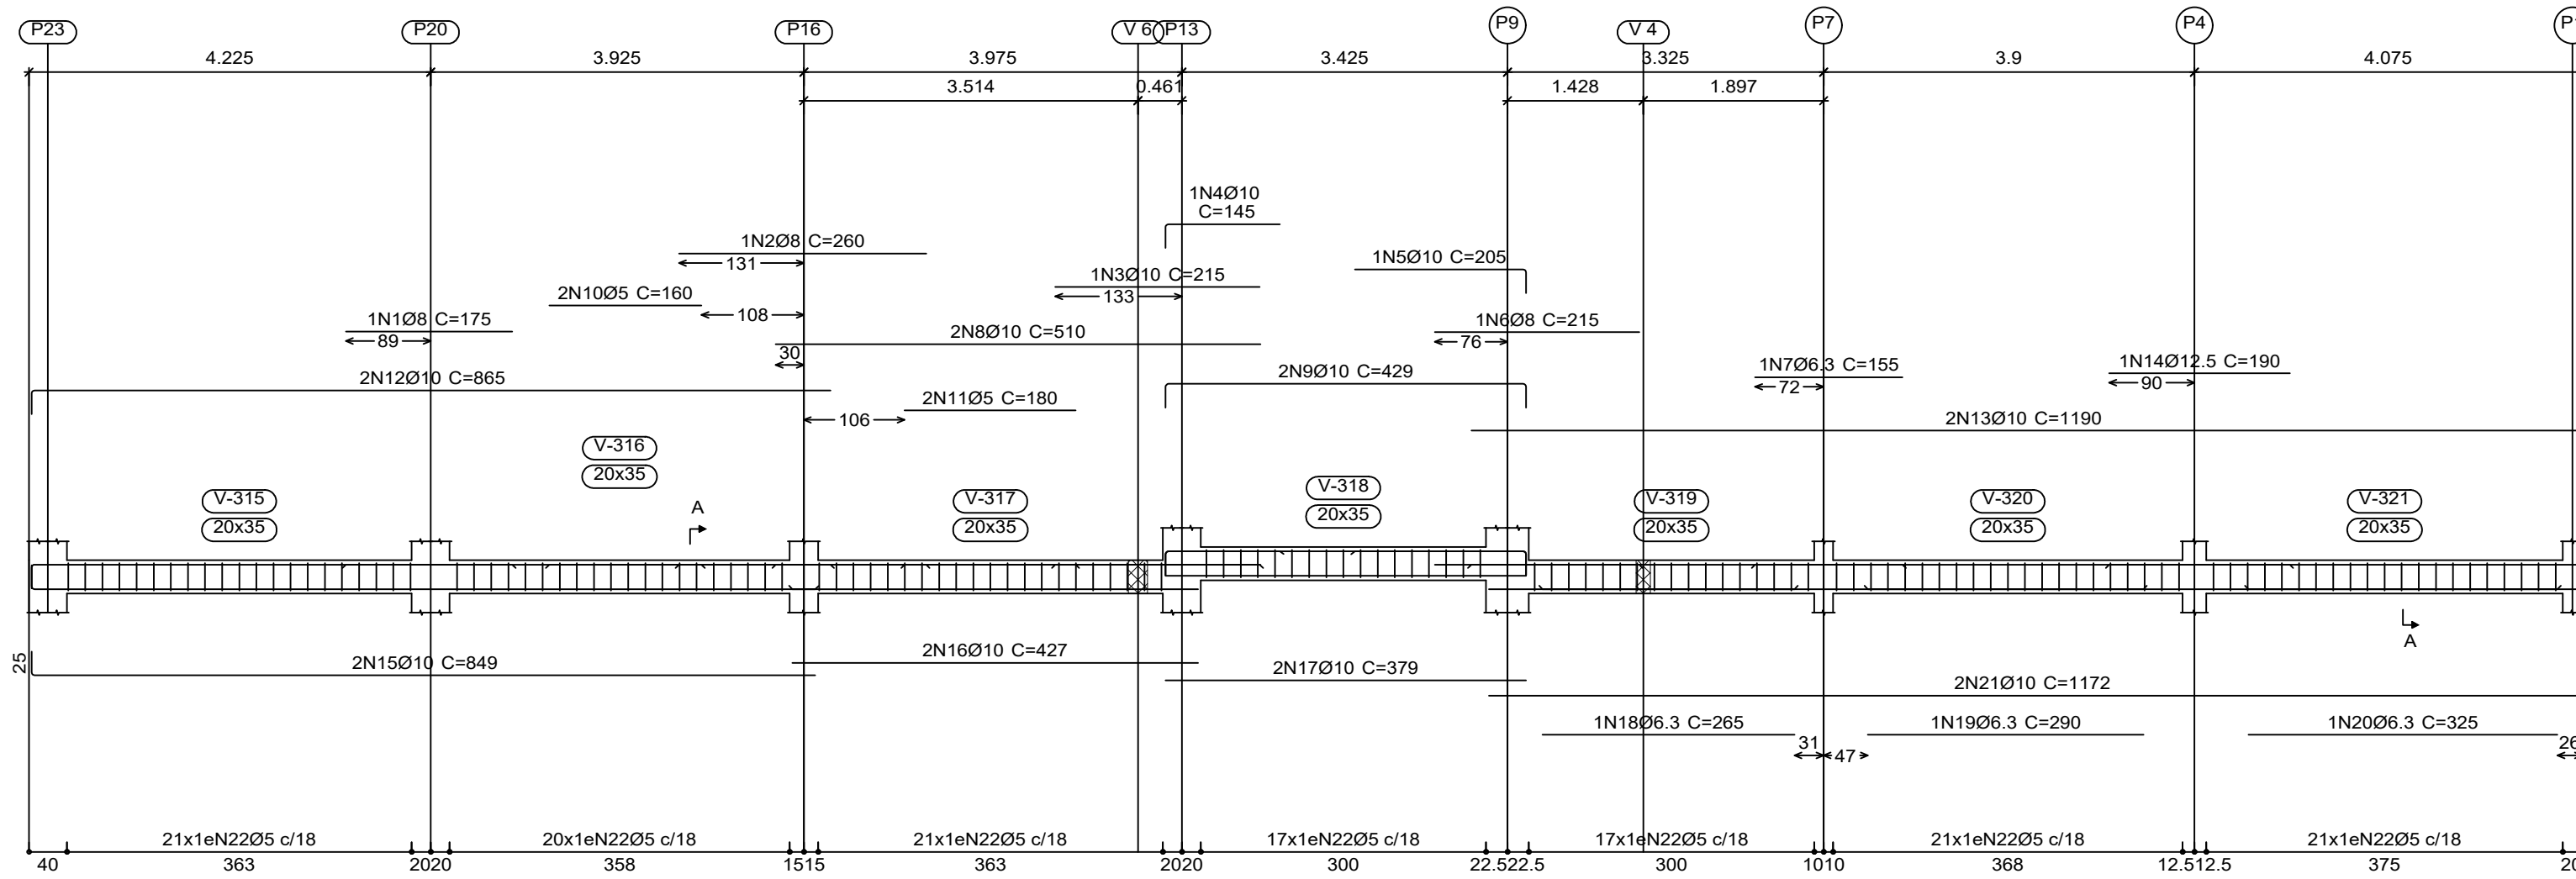 P23
P20
P16
V 6
P13
P9
V 4
P7
P4
4.225
3.925
3.975
3.425
3.325
3.9
4.075
3.514
0.461
1.428
1.897
1N4Ø10
C=145
1N2Ø8 C=260
131
1N5Ø10 C=205
1N3Ø10 C=215
133
2N10Ø5 C=160
108
1N1Ø8 C=175
89
2N8Ø10 C=510
30
1N6Ø8 C=215
76
1N7Ø6.3 C=155
72
1N14Ø12.5 C=190
90
2N12Ø10 C=865
2N9Ø10 C=429
2N11Ø5 C=180
106
2N13Ø10 C=1190
V-316
20x35
V-315
20x35
A
V-317
20x35
V-318
20x35
V-319
20x35
V-320
20x35
V-321
20x35
A
25
2N15Ø10 C=849
2N16Ø10 C=427
2N17Ø10 C=379
2N21Ø10 C=1172
1N18Ø6.3 C=265
1N19Ø6.3 C=290
1N20Ø6.3 C=325
31
47
21x1eN22Ø5 c/18
20x1eN22Ø5 c/18
21x1eN22Ø5 c/18
17x1eN22Ø5 c/18
17x1eN22Ø5 c/18
21x1eN22Ø5 c/18
21x1eN22Ø5 c/18
40
363
2020
358
1515
363
2020
300
22.522.5
300
1010
368
12.512.5
375